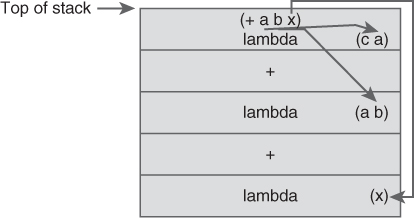 Top of stack
(+ a b x)
lambda (c a)
+
lambda (a b)
+
lambda (x)